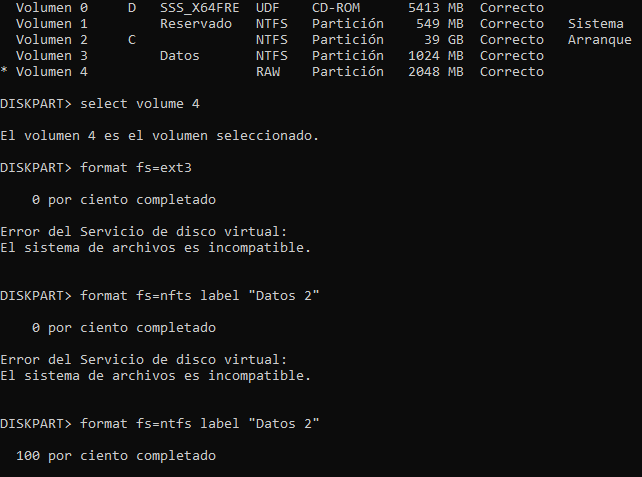 Volumen 0 D SSS_X64FRE UDF CD-ROM 5413 MB Correcto
Volumen 1 Reservado NTFS Partición 549 MB Correcto Sistema
Volumen 2 C NTFS Partición 39 GB Correcto Arranque
Volumen 3 Datos NTFS Partición 1024 MB Correcto
* Volumen 4 RAW Partición 2048 MB Correcto
DISKPART> select volume 4
El volumen 4 es el volumen seleccionado.
DISKPART> format fs=ext3
0 por ciento completado
Error del Servicio de disco virtual:
El sistema de archivos es incompatible.
DISKPART> format fs=nfts label "Datos 2"
0 por ciento completado
Error del Servicio de disco virtual:
El sistema de archivos es incompatible.
DISKPART> format fs=ntfs label "Datos 2"
100 por ciento completado